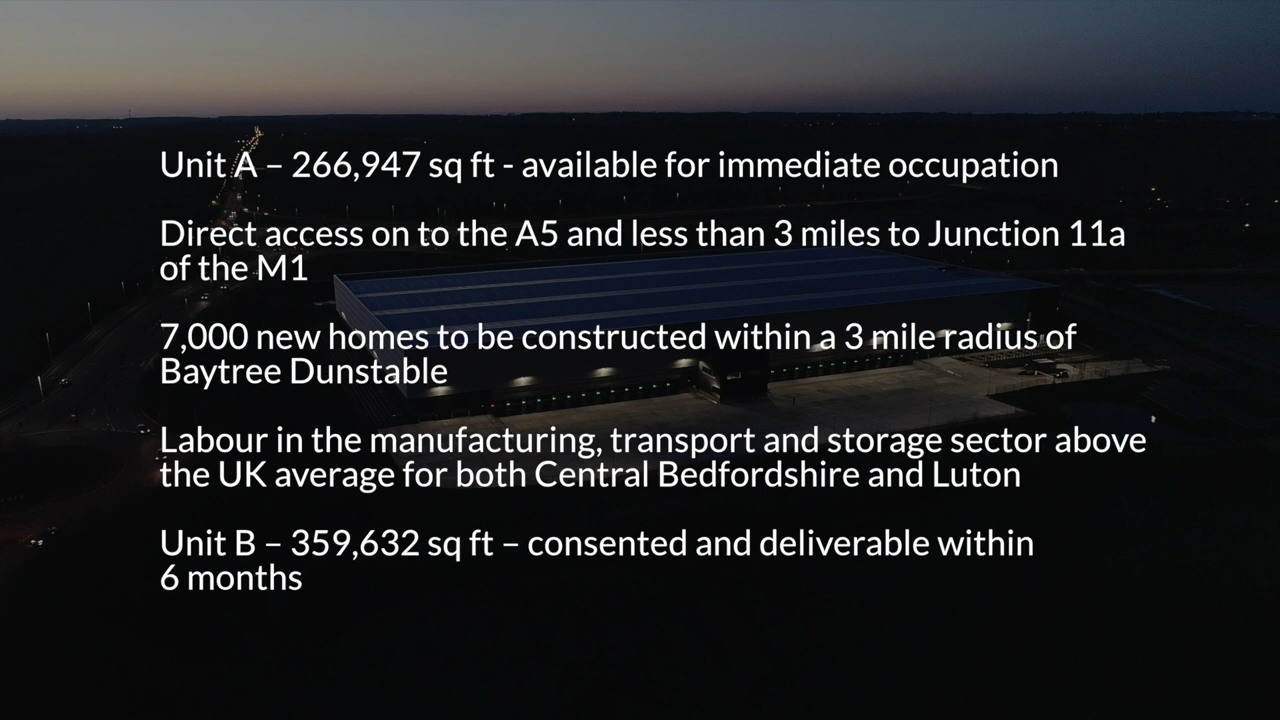 Unit A – 266,947 sq ft - available for immediate occupation
Direct access on to the A5 and less than 3 miles to Junction 11a
of the M1
7,000 new homes to be constructed within a 3 mile radius of
Baytree Dunstable
Labour in the manufacturing, transport and storage sector above
the UK average for both Central Bedfordshire and Luton
Unit B – 359,632 sq ft – consented and deliverable within
6 months